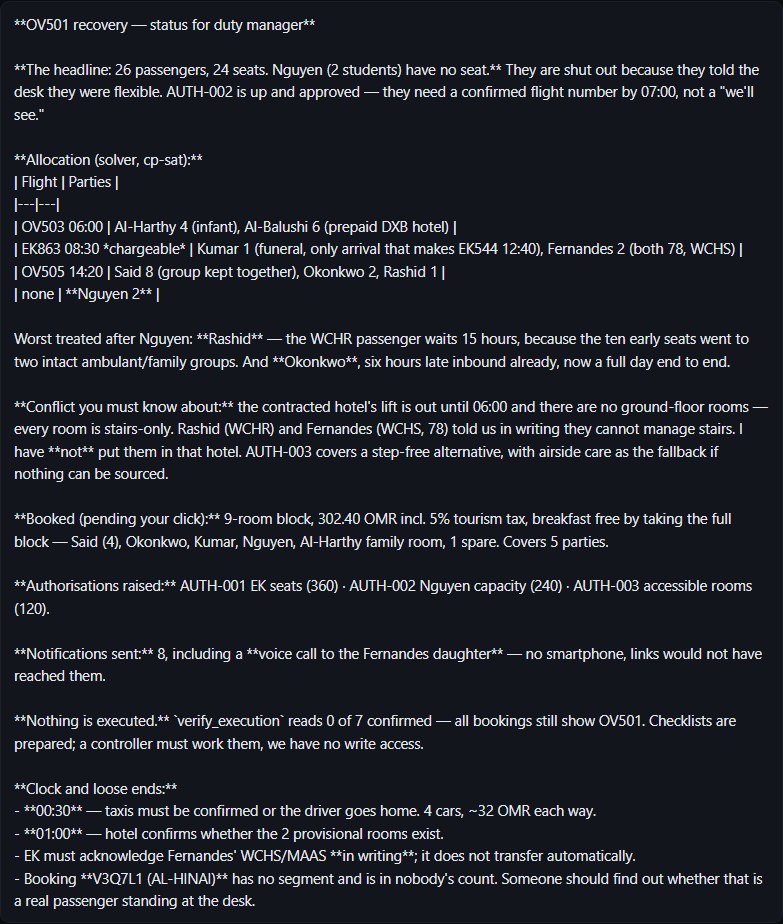 **OV501 recovery — status for duty manager**
**The headline: 26 passengers, 24 seats. Nguyen (2 students) have no seat.** They are shut out because they told the
desk they were flexible. AUTH-002 is up and approved — they need a confirmed flight number by 07:00, not a "we'll
see."
**Allocation (solver, cp-sat):**
| Flight | Parties |
|---|---|
| OV503 06:00 | Al-Harthy 4 (infant), Al-Balushi 6 (prepaid DXB hotel) |
| EK863 08:30 *chargeable* | Kumar 1 (funeral, only arrival that makes EK544 12:40), Fernandes 2 (both 78, WCHS) |
| OV505 14:20 | Said 8 (group kept together), Okonkwo 2, Rashid 1 |
| none | **Nguyen 2** |
Worst treated after Nguyen: **Rashid** — the WCHR passenger waits 15 hours, because the ten early seats went to
two intact ambulant/family groups. And **Okonkwo**, six hours late inbound already, now a full day end to end.
**Conflict you must know about:** the contracted hotel's lift is out until 06:00 and there are no ground-floor rooms —
every room is stairs-only. Rashid (WCHR) and Fernandes (WCHS, 78) told us in writing they cannot manage stairs. I
have **not** put them in that hotel. AUTH-003 covers a step-free alternative, with airside care as the fallback if
nothing can be sourced.
**Booked (pending your click):** 9-room block, 302.40 OMR incl. 5% tourism tax, breakfast free by taking the full
block — Said (4), Okonkwo, Kumar, Nguyen, Al-Harthy family room, 1 spare. Covers 5 parties.
**Authorisations raised:** AUTH-001 EK seats (360) · AUTH-002 Nguyen capacity (240) · AUTH-003 accessible rooms
(120).
**Notifications sent:** 8, including a **voice call to the Fernandes daughter** — no smartphone, links would not have
reached them.
**Nothing is executed.** `verify_execution` reads 0 of 7 confirmed — all bookings still show OV501. Checklists are
prepared; a controller must work them, we have no write access.
**Clock and loose ends:**
- **00:30** — taxis must be confirmed or the driver goes home. 4 cars, ~32 OMR each way.
- **01:00** — hotel confirms whether the 2 provisional rooms exist.
- EK must acknowledge Fernandes' WCHS/MAAS **in writing**; it does not transfer automatically.
- Booking **V3Q7L1 (AL-HINAI)** has no segment and is in nobody's count. Someone should find out whether that is
a real passenger standing at the desk.